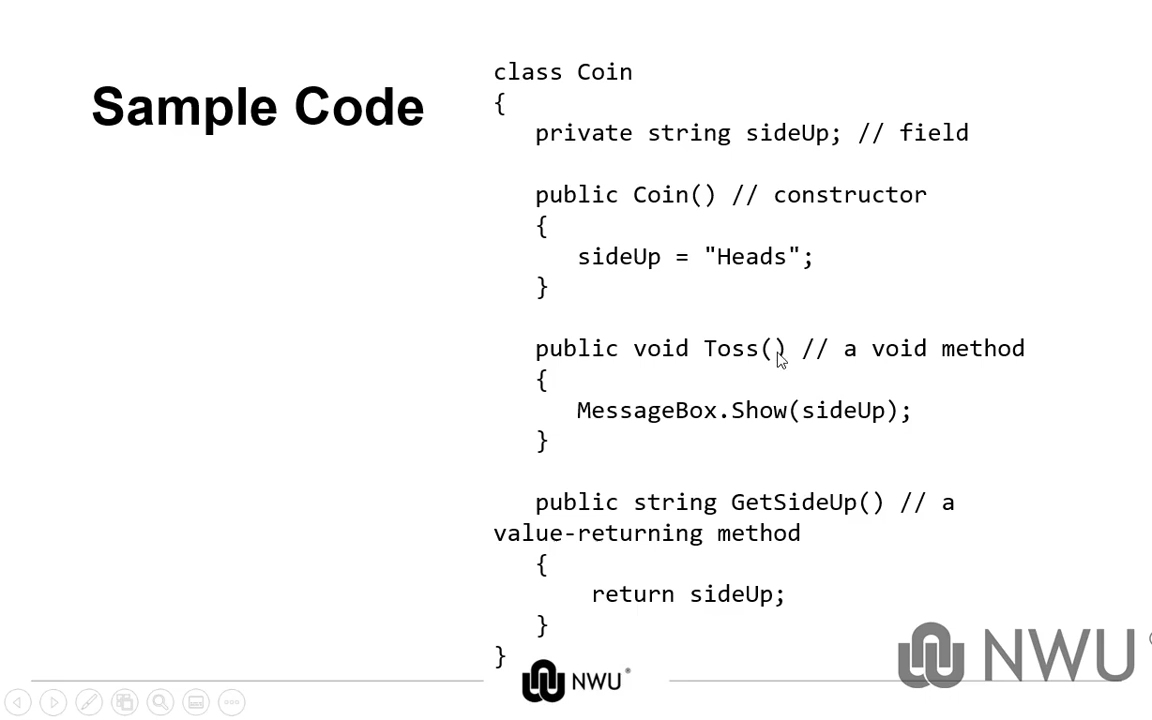 Sample Code
class Coin
{
private string sideUp; // field
public Coin() // constructor
{
sideUp = "Heads";
}
public void Toss() // a void method
{
MessageBox.Show(sideUp);
}
public string GetSideUp() // a
value-returning method
{
return sideUp;
}
}
NWU®
NWU